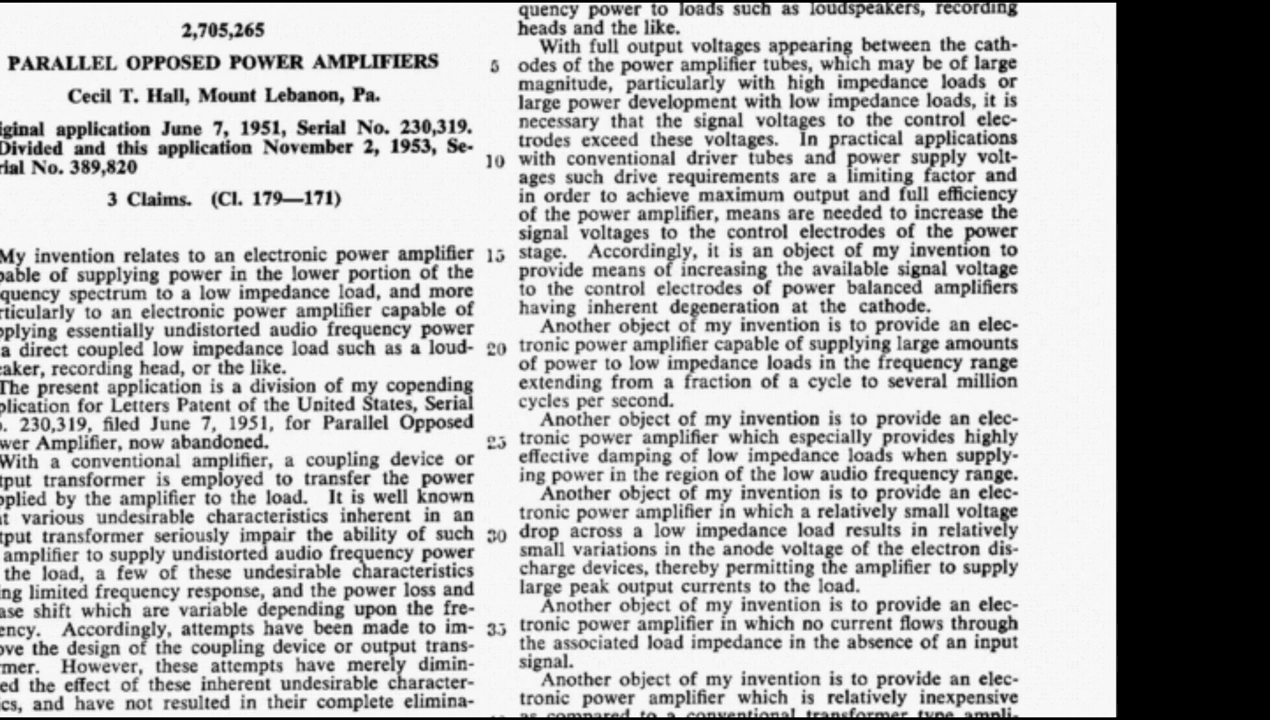 2,705,265
PARALLEL OPPOSED POWER AMPLIFIERS
Cecil T. Hall, Mount Lebanon, Pa.
iginal application June 7, 1951, Serial No. 230,319.
Divided and this application November 2, 1953, Se-
rial No. 389,820
3 Claims. (Cl. 179—171)
My invention relates to an electronic power amplifier
pable of supplying power in the lower portion of the
quency spectrum to a low impedance load, and more
rticularly to an electronic power amplifier capable of
pplying essentially undistorted audio frequency power
a direct coupled low impedance load such as a loud-
eaker, recording head, or the like.
The present application is a division of my copending
plication for Letters Patent of the United States, Serial
. 230,319, filed June 7, 1951, for Parallel Opposed
wer Amplifier, now abandoned.
With a conventional amplifier, a coupling device or
tput transformer is employed to transfer the power
pplied by the amplifier to the load. It is well known
t various undesirable characteristics inherent in an
tput transformer seriously impair the ability of such
amplifier to supply undistorted audio frequency power
the load, a few of these undesirable characteristics
ing limited frequency response, and the power loss and
ase shift which are variable depending upon the fre-
ency. Accordingly, attempts have been made to im-
ove the design of the coupling device or output trans-
rmer. However, these attempts have merely dimin-
ed the effect of these inherent undesirable character-
ics, and have not resulted in their complete elimina-
5
10
15
20
25
30
35
quency power to loads such as loudspeakers, recording
heads and the like.
With full output voltages appearing between the cath-
odes of the power amplifier tubes, which may be of large
magnitude, particularly with high impedance loads or
large power development with low impedance loads, it is
necessary that the signal voltages to the control elec-
trodes exceed these voltages. In practical applications
with conventional driver tubes and power supply volt-
ages such drive requirements are a limiting factor and
in order to achieve maximum output and full efficiency
of the power amplifier, means are needed to increase the
signal voltages to the control electrodes of the power
stage. Accordingly, it is an object of my invention to
provide means of increasing the available signal voltage
to the control electrodes of power balanced amplifiers
having inherent degeneration at the cathode.
Another object of my invention is to provide an elec-
tronic power amplifier capable of supplying large amounts
of power to low impedance loads in the frequency range
extending from a fraction of a cycle to several million
cycles per second.
Another object of my invention is to provide an elec-
tronic power amplifier which especially provides highly
effective damping of low impedance loads when supply-
ing power in the region of the low audio frequency range.
Another object of my invention is to provide an elec-
tronic power amplifier in which a relatively small voltage
drop across a low impedance load results in relatively
small variations in the anode voltage of the electron dis-
charge devices, thereby permitting the amplifier to supply
large peak output currents to the load.
Another object of my invention is to provide an elec-
tronic power amplifier in which no current flows through
the associated load impedance in the absence of an input
signal.
Another object of my invention is to provide an elec-
tronic power amplifier which is relatively inexpensive
as compared to a conventional transformer type ampli-